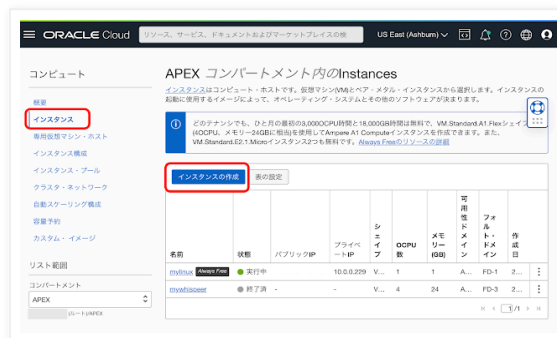 ORACLE Cloud
リソース、サービス、ドキュメントおよびマーケットプレイスの検
US East (Ashburn)
コンピュート
概要
インスタンス
専用仮想マシン・ホスト
インスタンス構成
インスタンス・プール
クラスタ・ネットワーク
自動スケーリング構成
容量予約
カスタム・イメージ
リスト範囲
コンパートメント
APEX
(ルート)/APEX
APEX コンパートメント内のInstances
インスタンスはコンピュート・ホストです。仮想マシン(VM)とベア・メタル・インスタンスから選択します。インスタンスの
起動に使用するイメージによって、オペレーティング・システムとその他のソフトウェアが決まります。
どのテナンシでも、ひと月の最初の3,000OCPU時間と18,000GB時間は無料で、VM.Standard.A1.Flexシェイプ
(4OCPU、メモリー24GBに相当)を使用してAmpere A1 Computeインスタンスを作成できます。また、
VM.Standard.E2.1.Microインスタンス2つも無料です。Always Freeのリソースの詳細
インスタンスの作成
表の設定
名前
状態
パブリックIP
プライベートIP
シェイプ
OCPU数
メモリー(GB)
可用性ドメイン
フォルト・ドメイン
作成日
mylinux Always Free 実行中 - 10.0.0.229 V... 1 1 A... FD-1 2...
mywhisper 終了済 - - V... 4 24 A... FD-3 2...
1/1